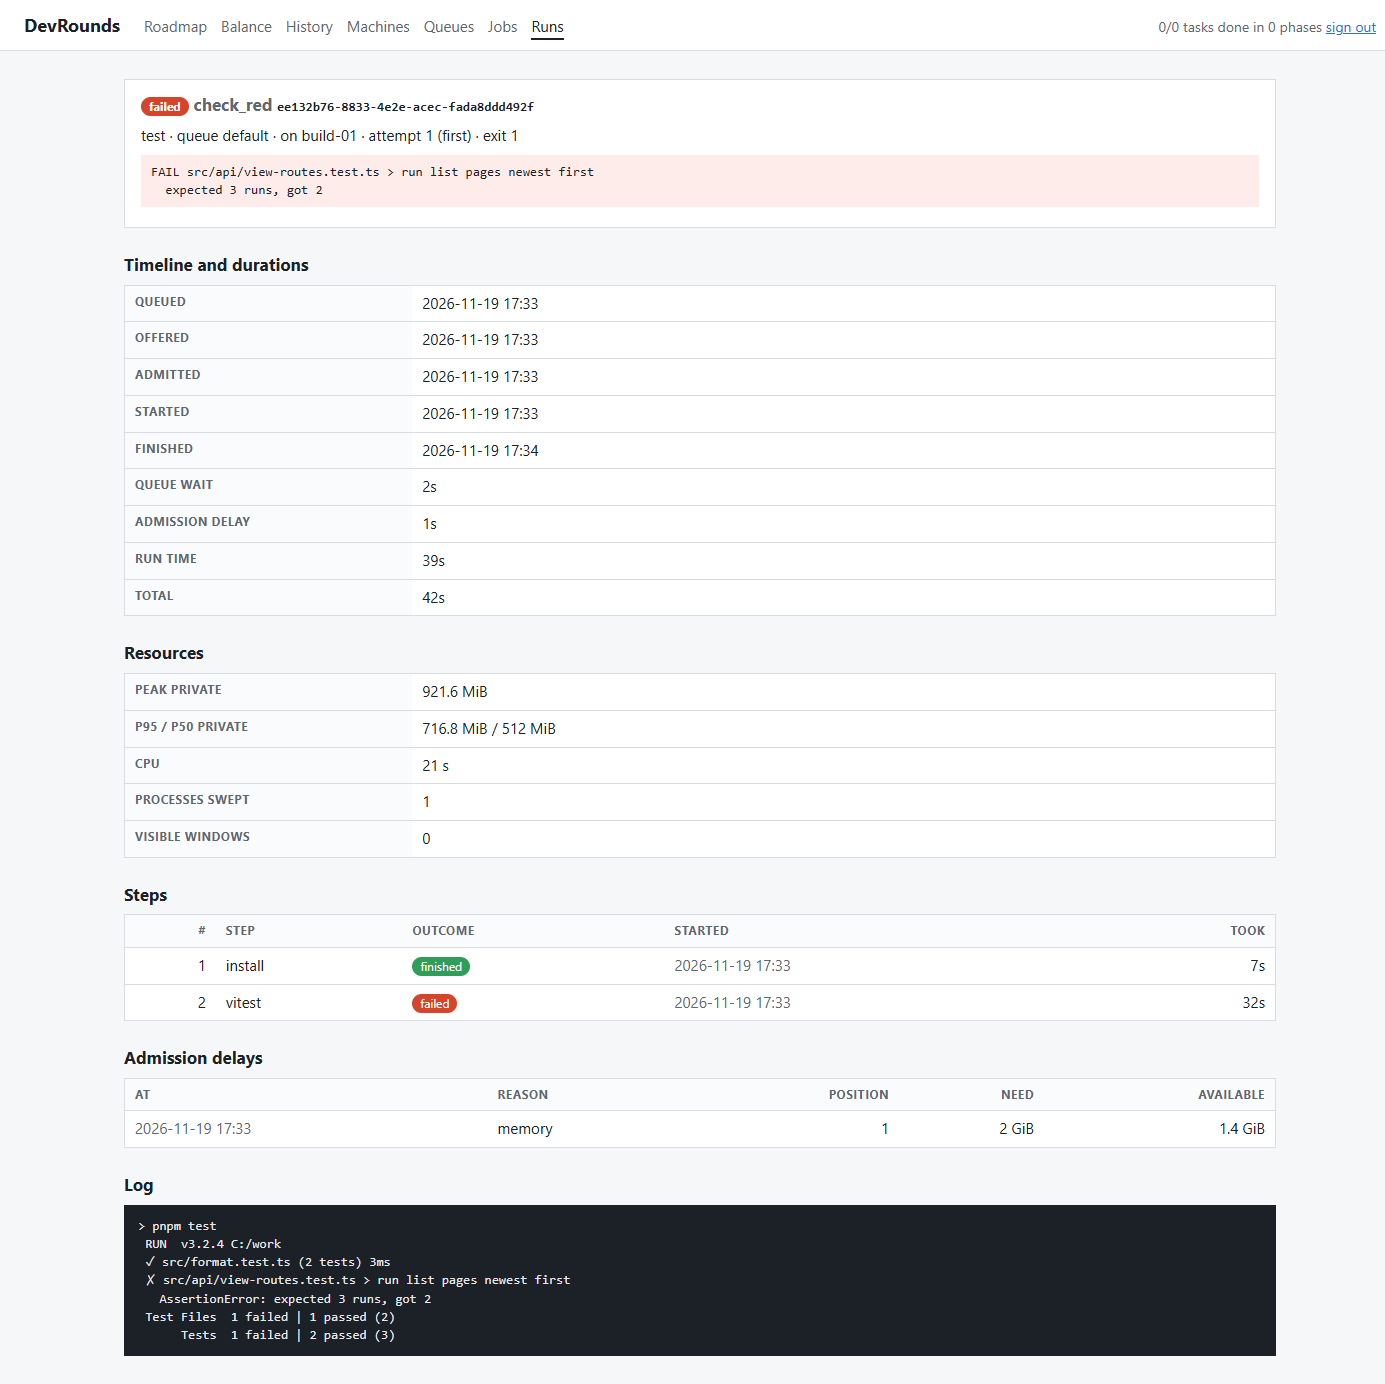 DevRounds Roadmap Balance History Machines Queues Jobs Runs 0/0 tasks done in 0 phases sign out
failed check_red ee132b76-8833-4e2e-acec-fada8ddd492f
test · queue default · on build-01 · attempt 1 (first) · exit 1
FAIL src/api/view-routes.test.ts > run list pages newest first
expected 3 runs, got 2
Timeline and durations
QUEUED 2026-11-19 17:33
OFFERED 2026-11-19 17:33
ADMITTED 2026-11-19 17:33
STARTED 2026-11-19 17:33
FINISHED 2026-11-19 17:34
QUEUE WAIT 2s
ADMISSION DELAY 1s
RUN TIME 39s
TOTAL 42s
Resources
PEAK PRIVATE 921.6 MiB
P95 / P50 PRIVATE 716.8 MiB / 512 MiB
CPU 21 s
PROCESSES SWEPT 1
VISIBLE WINDOWS 0
Steps
# STEP OUTCOME STARTED TOOK
1 install finished 2026-11-19 17:33 7s
2 vitest failed 2026-11-19 17:33 32s
Admission delays
AT REASON POSITION NEED AVAILABLE
2026-11-19 17:33 memory 1 2 GiB 1.4 GiB
Log
> pnpm test
RUN v3.2.4 C:/work
✓ src/format.test.ts (2 tests) 3ms
✗ src/api/view-routes.test.ts > run list pages newest first
AssertionError: expected 3 runs, got 2
Test Files 1 failed | 1 passed (2)
Tests 1 failed | 2 passed (3)